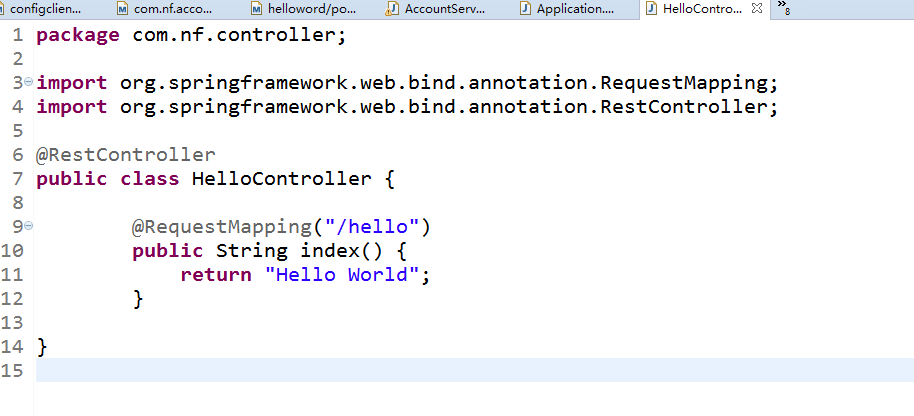 configclien...
com.nf.acco...
helloword/po...
AccountServ...
Application....
HelloContro...
8
1 package com.nf.controller;
2
3 import org.springframework.web.bind.annotation.RequestMapping;
4 import org.springframework.web.bind.annotation.RestController;
5
6 @RestController
7 public class HelloController {
8
9 @RequestMapping("/hello")
10 public String index() {
11 return "Hello World";
12 }
13
14 }
15